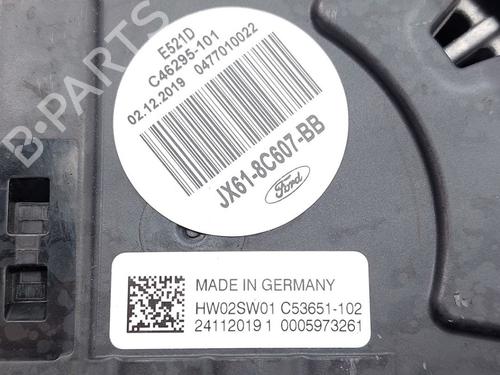 E521D
C46295-101
02.12.2019 0477010022
JX61-8C607-BB
Ford
MADE IN GERMANY
HW02SW01 C53651-102
24112019 1 0005973261
B-PARTS